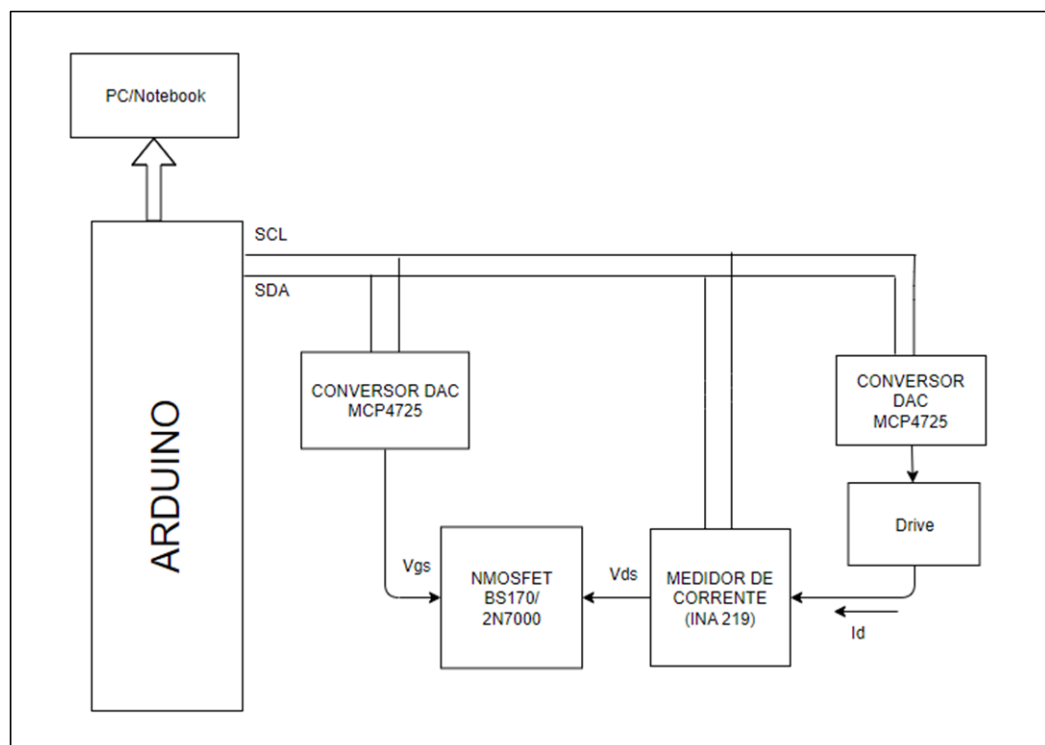 PC/Notebook
SCL
SDA
ARDUINO
CONVERSOR DAC
MCP4725
CONVERSOR
DAC
MCP4725
Drive
Vgs
NMOSFET
BS170/
2N7000
Vds
MEDIDOR DE
CORRENTE
(INA 219)
Id